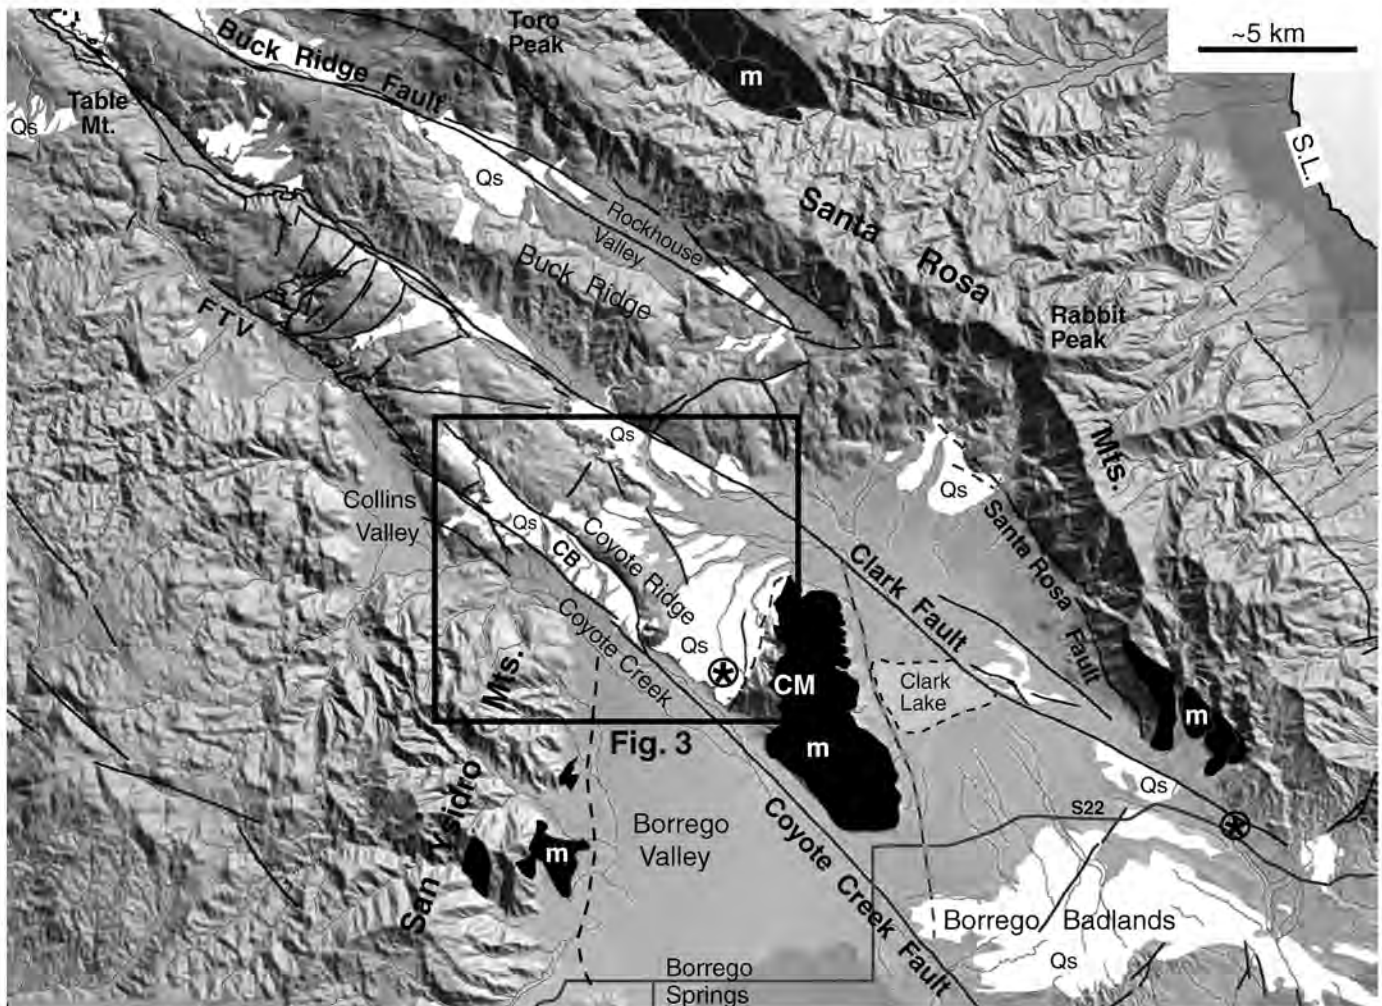 Toro
Peak
Buck Ridge Fault
~5 km
m
Table
Mt.
Qs
S.L.
Qs
Santa
Rosa
Mts.
Rockhouse
Valley
Buck Ridge
Rabbit
Peak
FTV
Qs
Collins
Valley
Qs
CB
Coyote Ridge
Qs
Santa Rosa
Fault
Clark Fault
Coyote Creek
Qs
CM
Clark
Lake
m
m
San Ysidro
Mts.
Fig. 3
Qs
S22
Borrego
Valley
m
Coyote Creek Fault
Borrego Badlands
Qs
Borrego
Springs